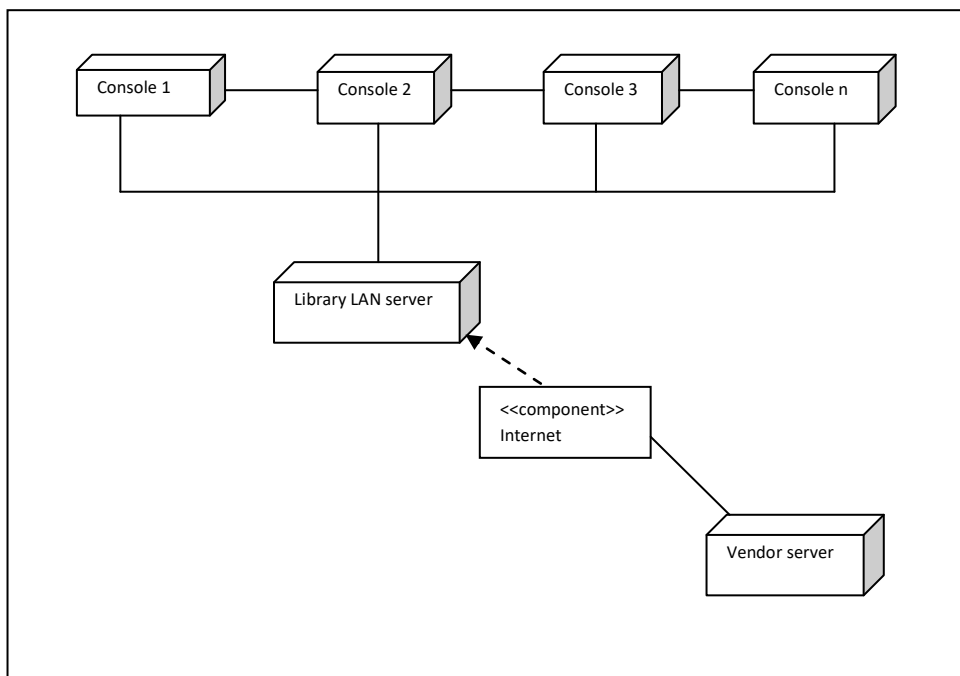 Console 1
Console 2
Console 3
Console n
Library LAN server
<<component>>
Internet
Vendor server